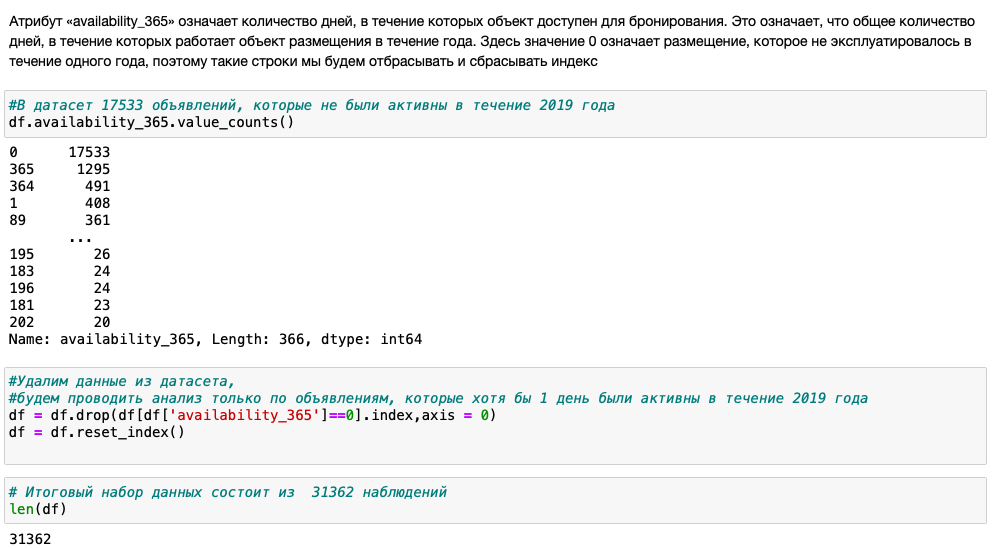 Атрибут «availability_365» означает количество дней, в течение которых объект доступен для бронирования. Это означает, что общее количество
дней, в течение которых работает объект размещения в течение года. Здесь значение 0 означает размещение, которое не эксплуатировалось в
течение одного года, поэтому такие строки мы будем отбрасывать и сбрасывать индекс
#В датасет 17533 объявлений, которые не были активны в течение 2019 года
df.availability_365.value_counts()
0      17533
365     1295
364      491
1        408
89       361
       ...
195       26
183       24
196       24
181       23
202       20
Name: availability_365, Length: 366, dtype: int64
#Удалим данные из датасета,
#будем проводить анализ только по объявлениям, которые хотя бы 1 день были активны в течение 2019 года
df = df.drop(df[df['availability_365']==0].index,axis = 0)
df = df.reset_index()
# Итоговый набор данных состоит из  31362 наблюдений
len(df)
31362